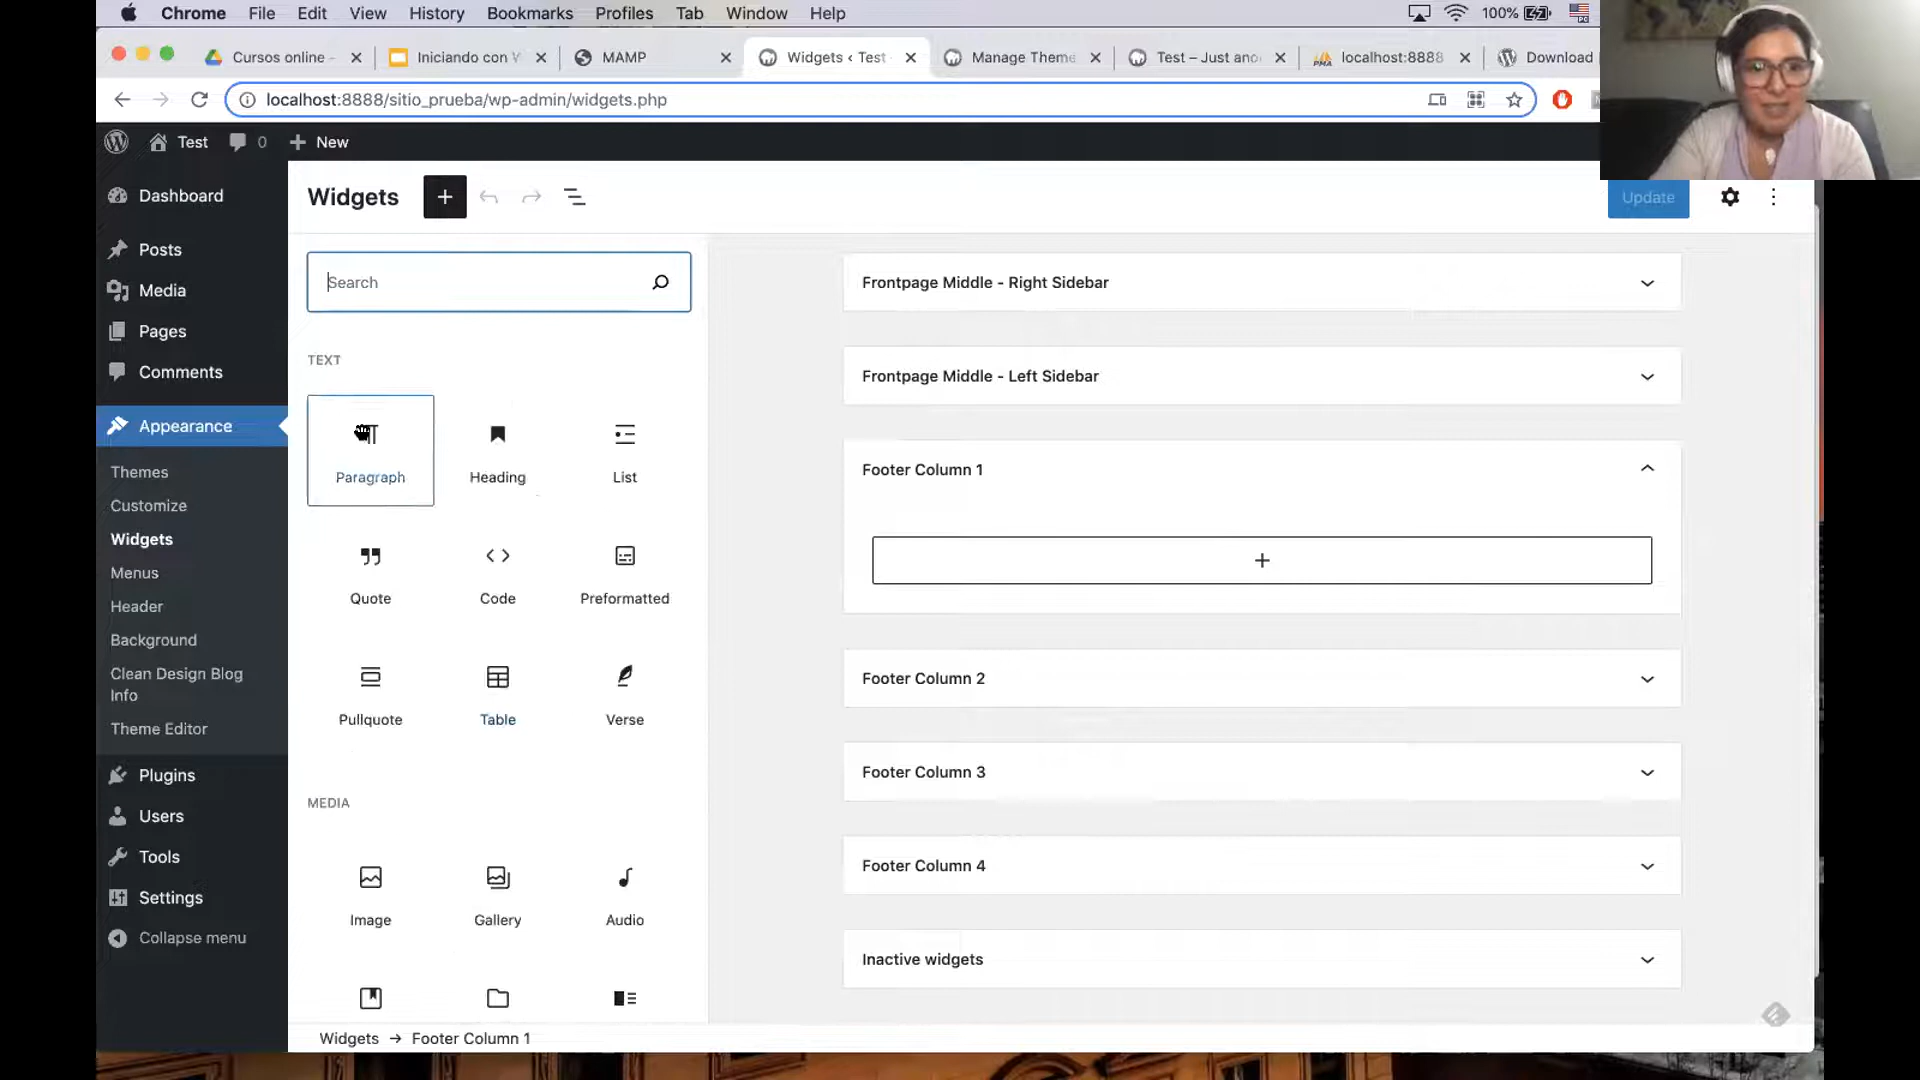 Chrome File Edit View History Bookmarks Profiles Tab Window Help 100%
Cursos online - Iniciando con MAMP Widgets ‹ Test Manage Theme Test – Just ano localhost:8888 Download
localhost:8888/sitio_prueba/wp-admin/widgets.php
Test 0 New
Dashboard
Posts
Media
Pages
Comments
Appearance
Themes
Customize
Widgets
Menus
Header
Background
Clean Design Blog
Info
Theme Editor
Plugins
Users
Tools
Settings
Collapse menu
Widgets
Update
Search
TEXT
Paragraph Heading List
Quote Code Preformatted
Pullquote Table Verse
MEDIA
Image Gallery Audio
Frontpage Middle - Right Sidebar
Frontpage Middle - Left Sidebar
Footer Column 1
Footer Column 2
Footer Column 3
Footer Column 4
Inactive widgets
Widgets → Footer Column 1